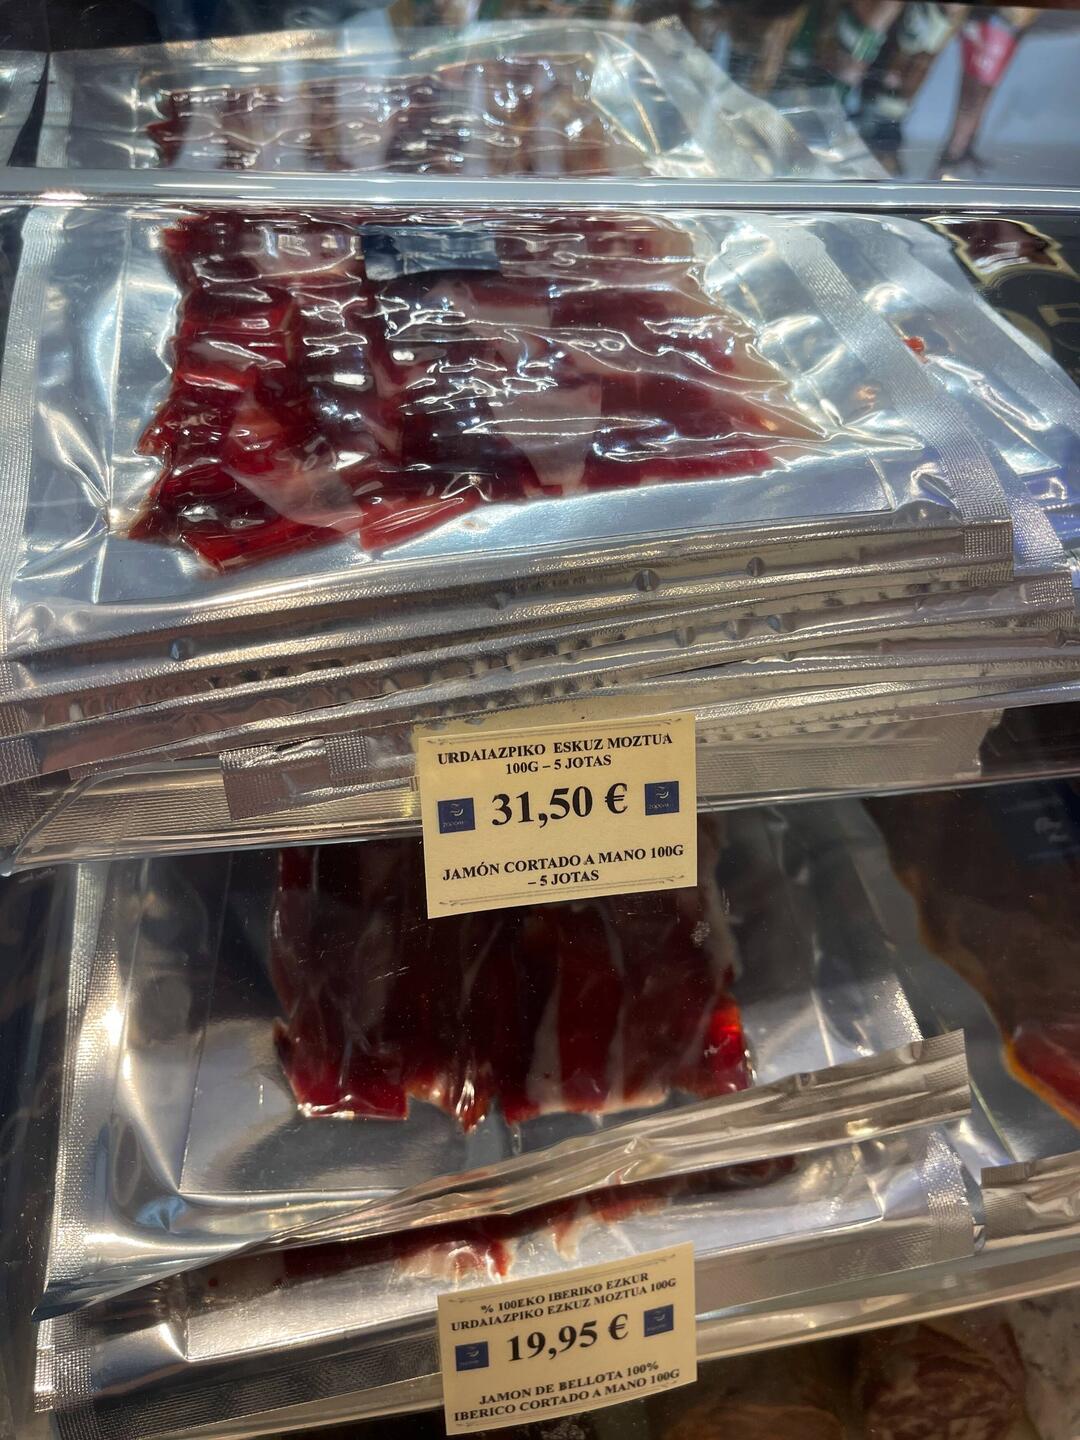 URDAIAZPIKO ESKUZ MOZTUA
100G – 5 JOTAS
31,50 €
JAMÓN CORTADO A MANO 100G
– 5 JOTAS
% 100EKO IBERIKO EZKUR
URDAIAZPIKO EZKUZ MOZTUA 100G
19,95 €
JAMON DE BELLOTA 100%
IBERICO CORTADO A MANO 100G